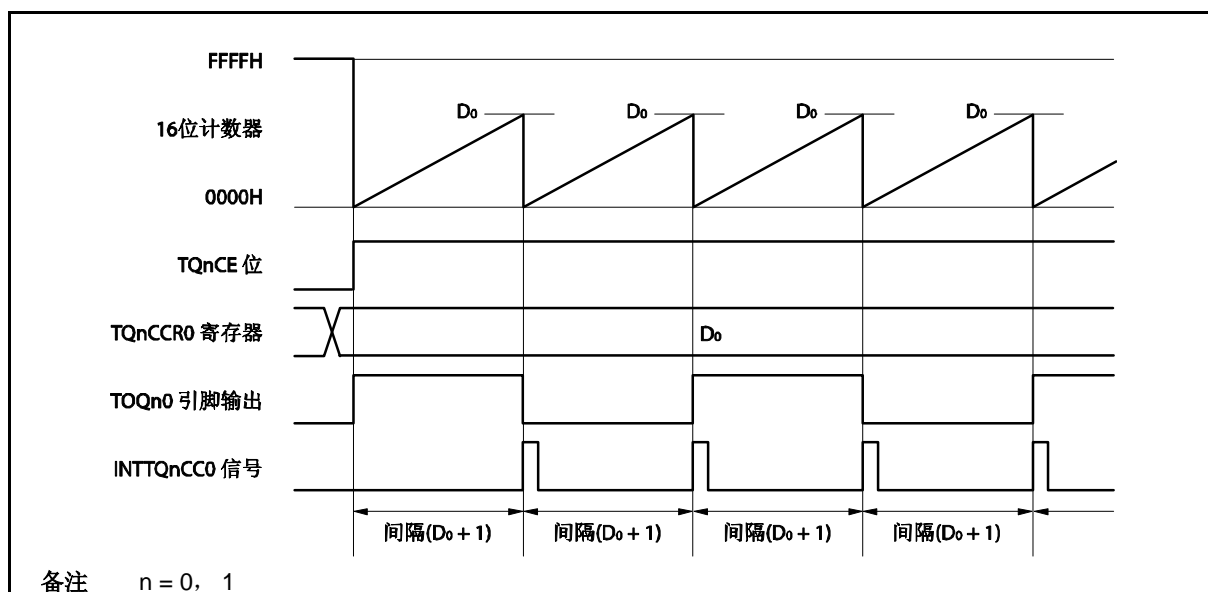 FFFFH
D₀ D₀ D₀ D₀
16位计数器
0000H
TQnCE 位
TQnCCR0 寄存器
D₀
TOQn0 引脚输出
INTTQnCC0 信号
间隔(D₀ + 1) 间隔(D₀ + 1) 间隔(D₀ + 1) 间隔(D₀ + 1)
备注 n = 0， 1